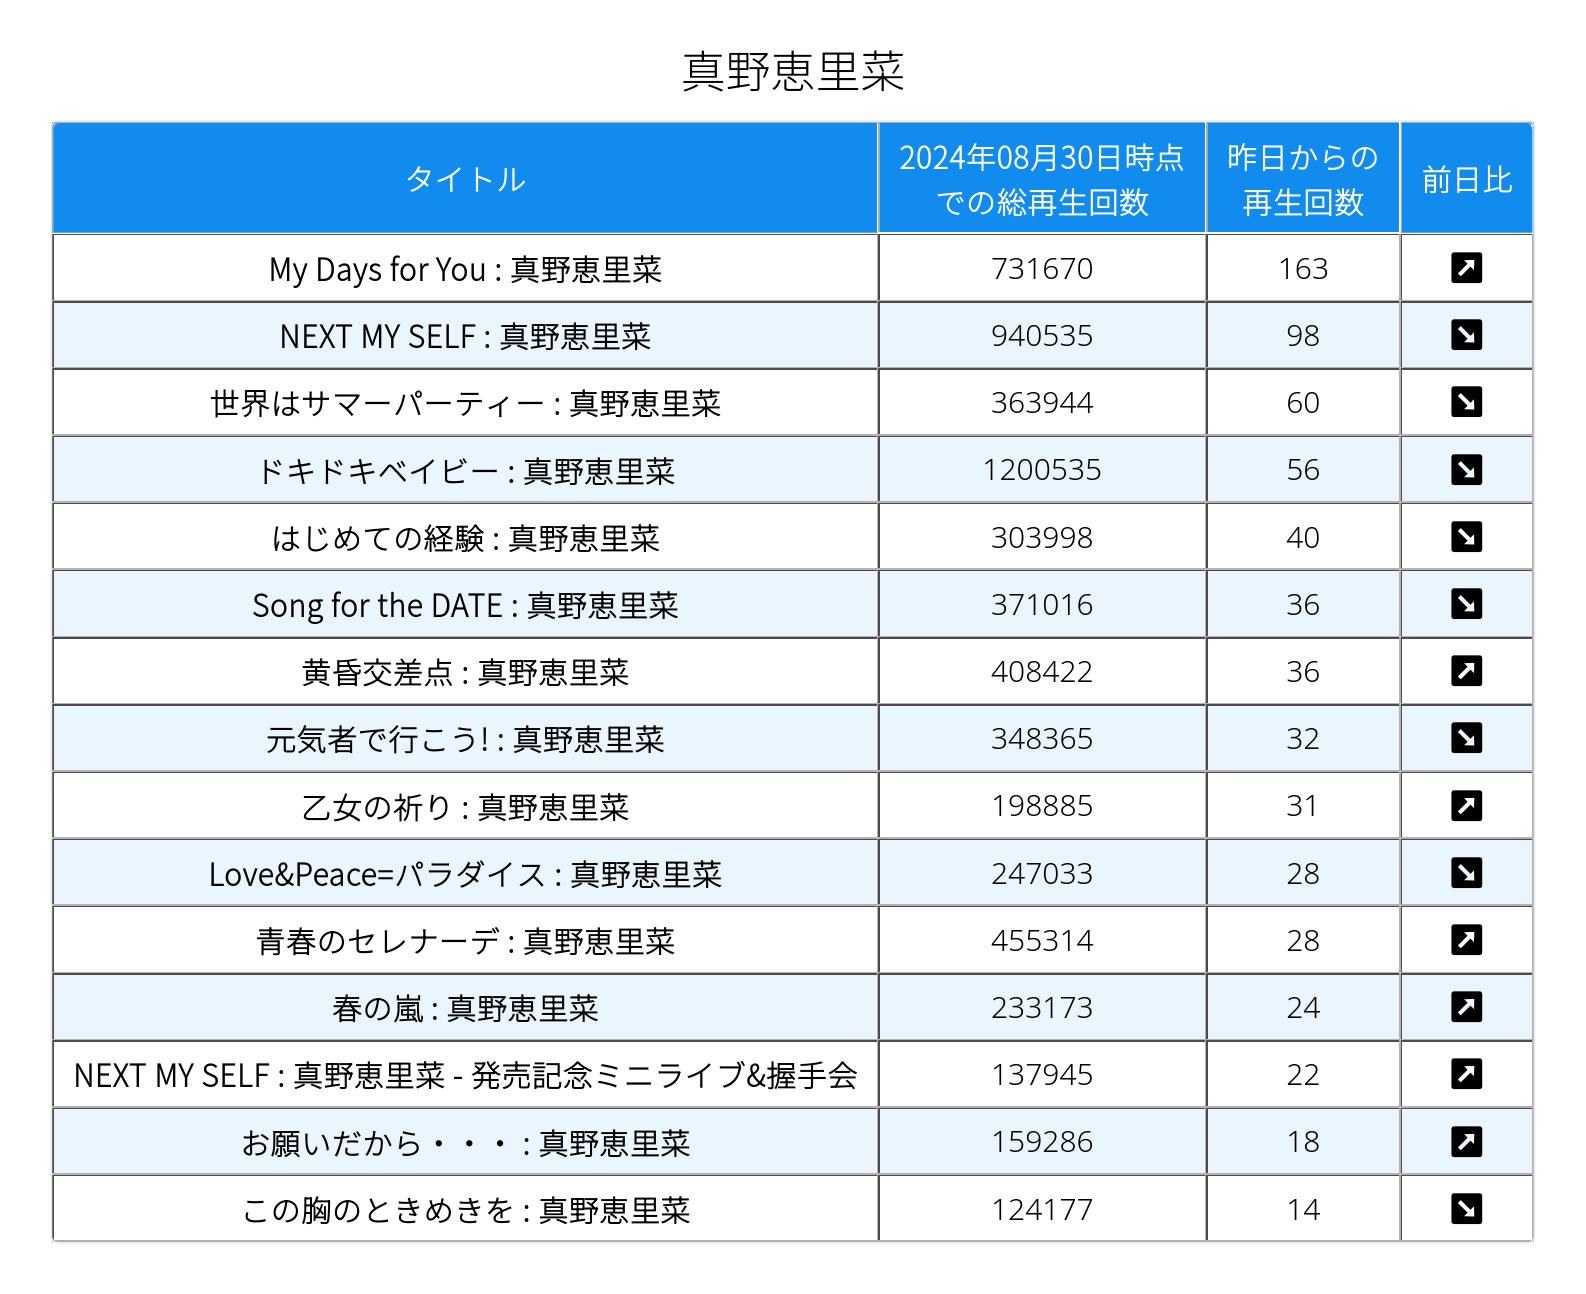 真野恵里菜
タイトル
2024年08月30日時点
での総再生回数
昨日からの
再生回数
前日比
My Days for You : 真野恵里菜 731670 163 ↗
NEXT MY SELF : 真野恵里菜 940535 98 ↘
世界はサマーパーティー : 真野恵里菜 363944 60 ↘
ドキドキベイビー : 真野恵里菜 1200535 56 ↘
はじめての経験 : 真野恵里菜 303998 40 ↘
Song for the DATE : 真野恵里菜 371016 36 ↘
黄昏交差点 : 真野恵里菜 408422 36 ↗
元気者で行こう! : 真野恵里菜 348365 32 ↘
乙女の祈り : 真野恵里菜 198885 31 ↗
Love&Peace=パラダイス : 真野恵里菜 247033 28 ↘
青春のセレナーデ : 真野恵里菜 455314 28 ↗
春の嵐 : 真野恵里菜 233173 24 ↗
NEXT MY SELF : 真野恵里菜 - 発売記念ミニライブ&握手会 137945 22 ↗
お願いだから・・・ : 真野恵里菜 159286 18 ↗
この胸のときめきを : 真野恵里菜 124177 14 ↘